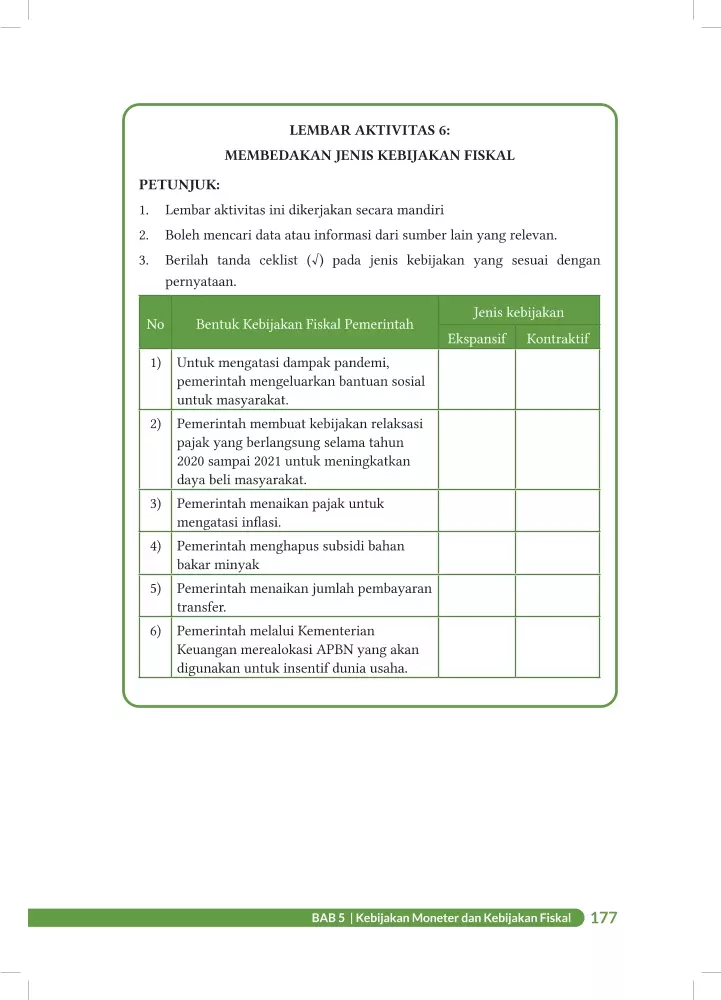 LEMBAR AKTIVITAS 6:
MEMBEDAKAN JENIS KEBIJAKAN FISKAL
PETUNJUK:
1. Lembar aktivitas ini dikerjakan secara mandiri
2. Boleh mencari data atau informasi dari sumber lain yang relevan.
3. Berilah tanda ceklist (√) pada jenis kebijakan yang sesuai dengan
pernyataan.
No Bentuk Kebijakan Fiskal Pemerintah Jenis kebijakan
Ekspansif Kontraktif
1) Untuk mengatasi dampak pandemi,
pemerintah mengeluarkan bantuan sosial
untuk masyarakat.
2) Pemerintah membuat kebijakan relaksasi
pajak yang berlangsung selama tahun
2020 sampai 2021 untuk meningkatkan
daya beli masyarakat.
3) Pemerintah menaikan pajak untuk
mengatasi inflasi.
4) Pemerintah menghapus subsidi bahan
bakar minyak
5) Pemerintah menaikan jumlah pembayaran
transfer.
6) Pemerintah melalui Kementerian
Keuangan merealokasi APBN yang akan
digunakan untuk insentif dunia usaha.
BAB 5 | Kebijakan Moneter dan Kebijakan Fiskal 177